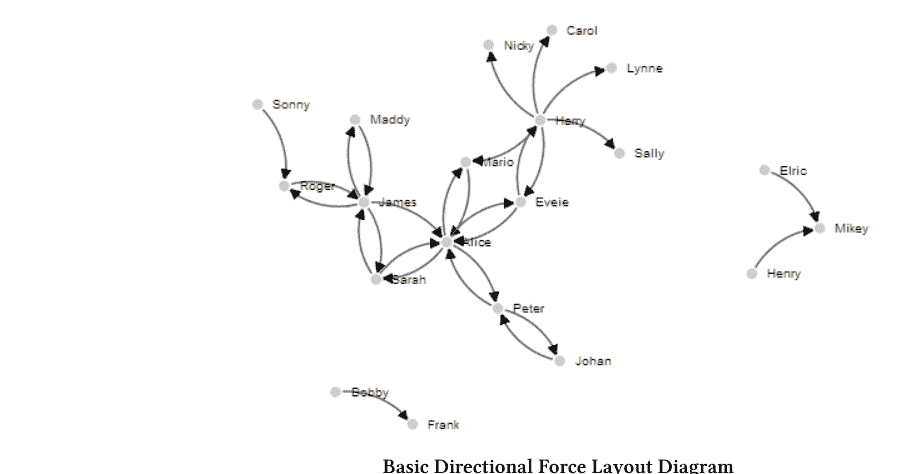 Carol
Nicky
Lynne
Sonny
Maddy
Harry
Sally
Mario
Elric
Roger
James
Eveie
Mikey
Alice
Henry
Sarah
Peter
Johan
Bobby
Frank
Basic Directional Force Layout Diagram